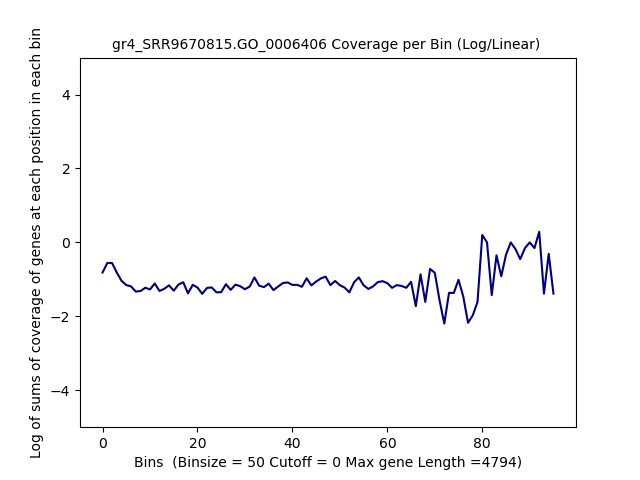 gr4_SRR9670815.GO_0006406 Coverage per Bin (Log/Linear)
Log of sums of coverage of genes at each position in each bin
4
2
0
−2
−4
0 20 40 60 80
Bins  (Binsize = 50 Cutoff = 0 Max gene Length =4794)